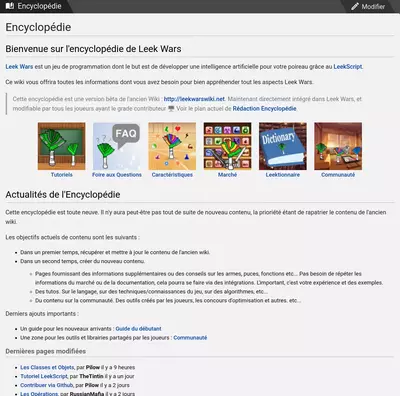 Encyclopédie
Modifier
Encyclopédie
Bienvenue sur l'encyclopédie de Leek Wars
Leek Wars est un jeu de programmation dont le but est de développer une intelligence artificielle pour votre poireau grâce au LeekScript.
Ce wiki vous offrira toutes les informations dont vous avez besoin pour bien appréhender tout les aspects Leek Wars.
Cette encyclopédie est une version bêta de l'ancien Wiki : http://leekwarswiki.net. Maintenant directement intégré dans Leek Wars, et
modifiable par tous les joueurs ayant le grade contributeur Voir le plan actuel de Rédaction Encyclopédie.
FAQ
Dictionary
Tutoriels
Foire aux Questions
Caractéristiques
Marché
Leektionnaire
Communauté
Actualités de l'Encyclopédie
Cette encyclopédie est toute neuve. Il n'y aura peut-être pas tout de suite de nouveau contenu, la priorité étant de rapatrier le contenu de l'ancien
wiki.
Les objectifs actuels de contenu sont les suivants :
• Dans un premier temps, récupérer et mettre à jour le contenu de l'ancien wiki.
• Dans un second temps, créer du nouveau contenu.
◦ Pages fournissant des informations supplémentaires ou des conseils sur les armes, puces, fonctions etc... Pas besoin de répéter les
informations du marché ou de la documentation, cela pourra se faire via des intégrations. L'important, c'est votre expérience et des exemples.
◦ Des tutos. Sur le langage, sur des techniques/connaissances du jeu, sur des algorithmes, etc...
◦ Du contenu sur la communauté. Des outils créés par les joueurs, les concours d'optimisation et autres. etc...
Derniers ajouts importants :
• Un guide pour les nouveaux arrivants : Guide du débutant
• Une zone pour les outils et librairies partagés par les joueurs : Communauté
Dernières pages modifiées
• Les Classes et Objets, par Pilow il y a 9 heures
• Tutoriel LeekScript, par TheTintin il y a un jour
• Contribuer via Github, par Pilow il y a 2 jours
• Les Opérations, par RussianMafia il y a 2 jours